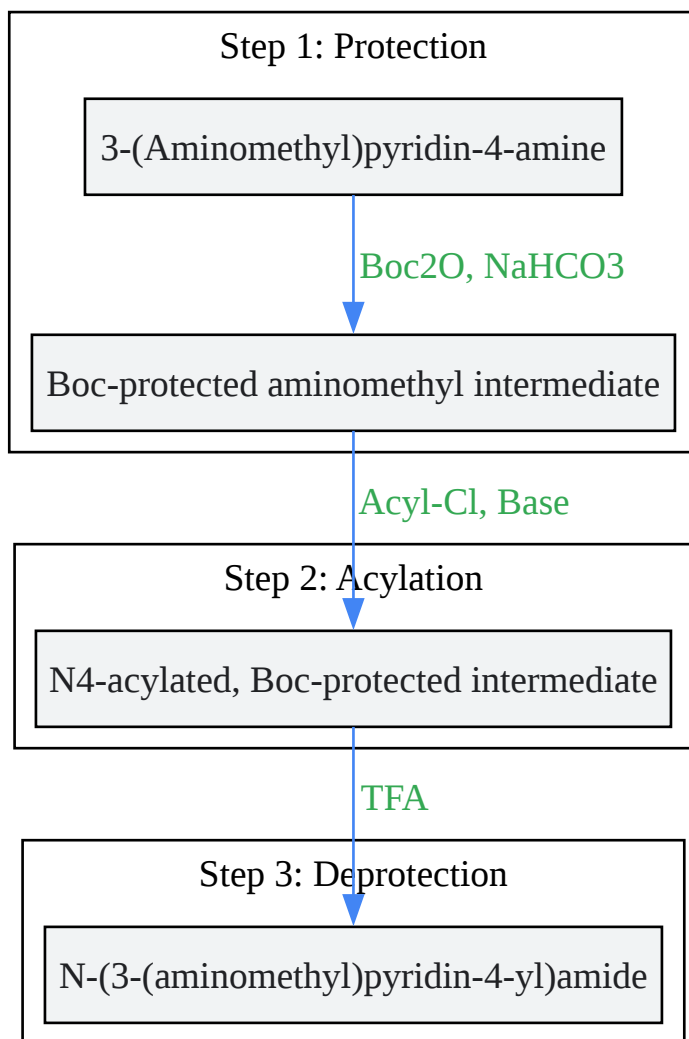 Step 1: Protection
3-(Aminomethyl)pyridin-4-amine
Boc2O, NaHCO3
Boc-protected aminomethyl intermediate
Acyl-Cl, Base
Step 2: Acylation
N4-acylated, Boc-protected intermediate
TFA
Step 3: Deprotection
N-(3-(aminomethyl)pyridin-4-yl)amide